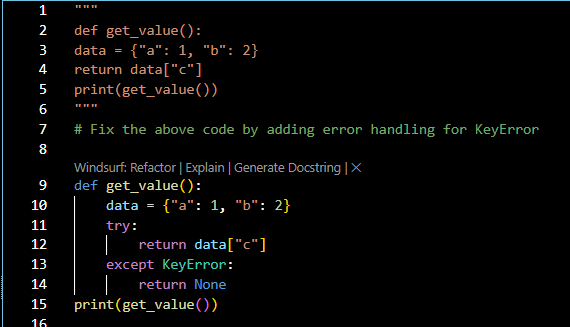 1 """
2 def get_value():
3 data = {"a": 1, "b": 2}
4 return data["c"]
5 print(get_value())
6 """
7 # Fix the above code by adding error handling for KeyError
8
Windsurf: Refactor | Explain | Generate Docstring | ×
9 def get_value():
10     data = {"a": 1, "b": 2}
11     try:
12         return data["c"]
13     except KeyError:
14         return None
15 print(get_value())
16